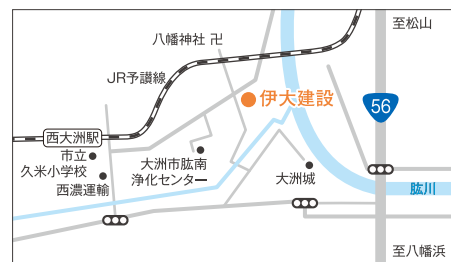 至松山
八幡神社 卍
JR予讃線
伊大建設
56
西大洲駅
市立
久米小学校
西濃運輸
大洲市肱南
浄化センター
大洲城
肱川
至八幡浜